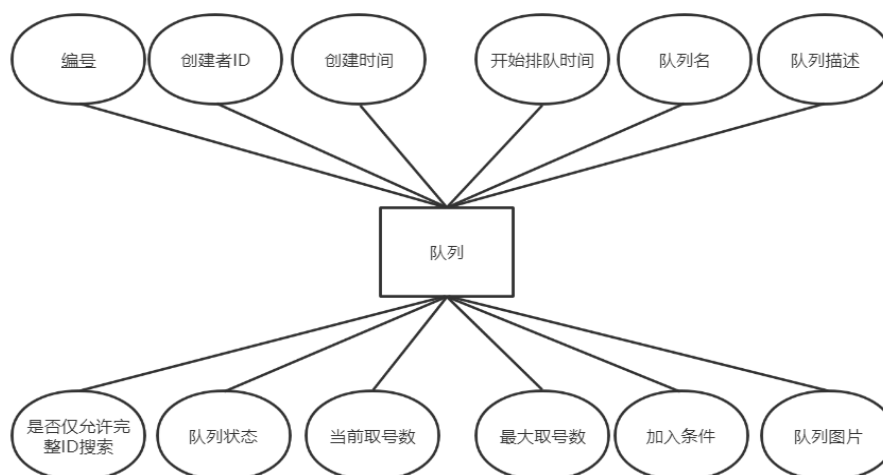 编号
创建者ID
创建时间
开始排队时间
队列名
队列描述
队列
是否仅允许完
整ID搜索
队列状态
当前取号数
最大取号数
加入条件
队列图片